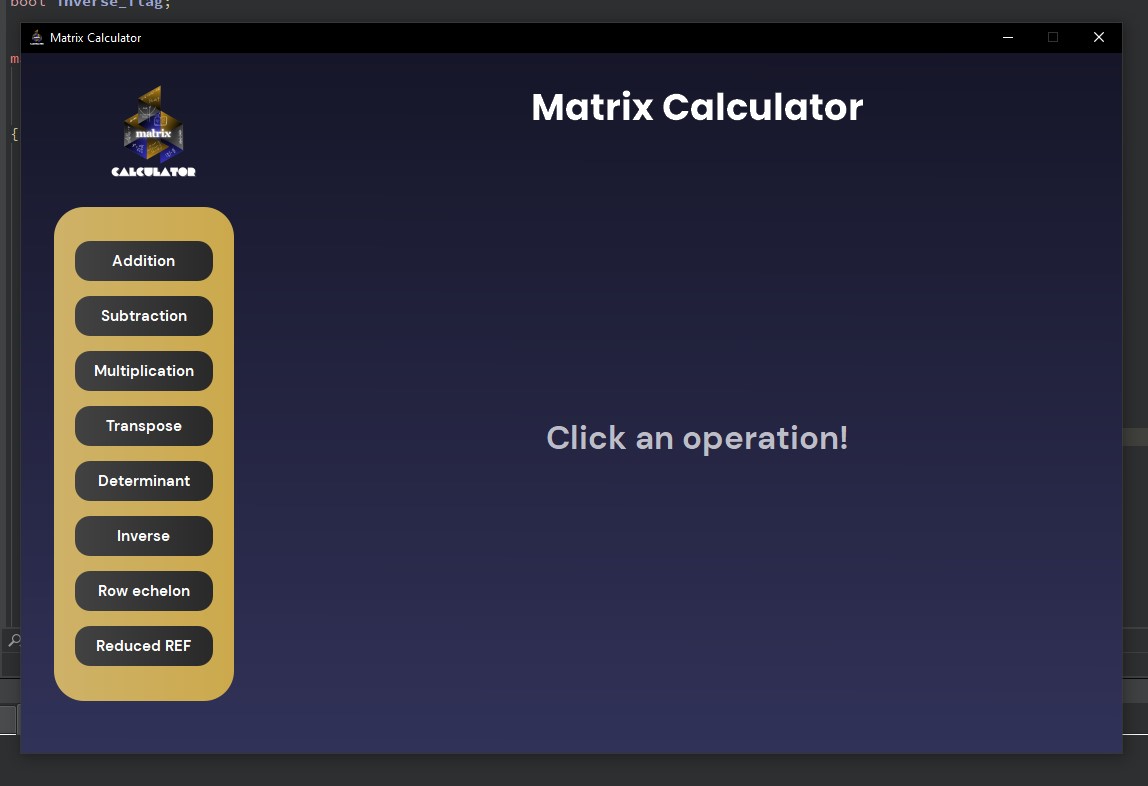 bool inverse_flag;
Matrix Calculator
m
{
matrix
CALCULATOR
Matrix Calculator
Addition
Subtraction
Multiplication
Transpose
Determinant
Inverse
Row echelon
Reduced REF
Click an operation!